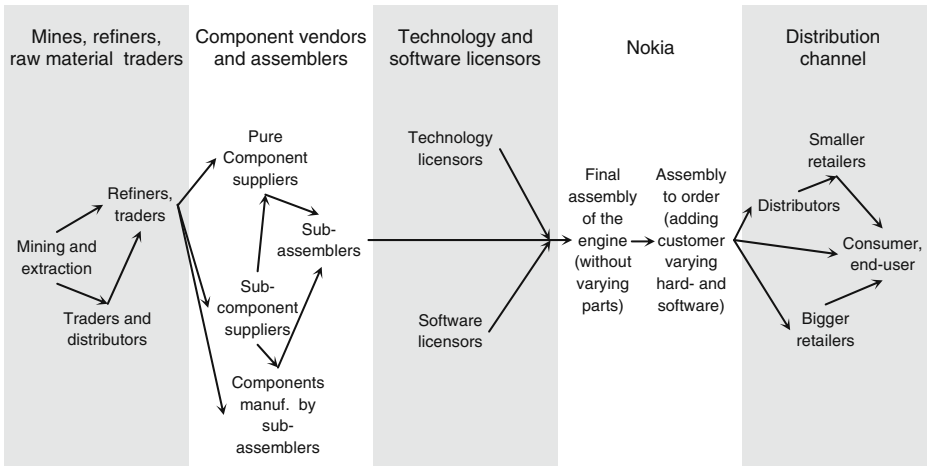 Mines, refiners,
raw material traders
Component vendors
and assemblers
Technology and
software licensors
Nokia
Distribution
channel
Mining and
extraction
Refiners,
traders
Traders and
distributors
Pure
Component
suppliers
Sub-
assemblers
Sub-
component
suppliers
Components
manuf. by
sub-
assemblers
Technology
licensors
Software
licensors
Final
assembly
of the
engine
(without
varying
parts)
Assembly
to order
(adding
customer
varying
hard- and
software)
Smaller
retailers
Distributors
Consumer,
end-user
Bigger
retailers